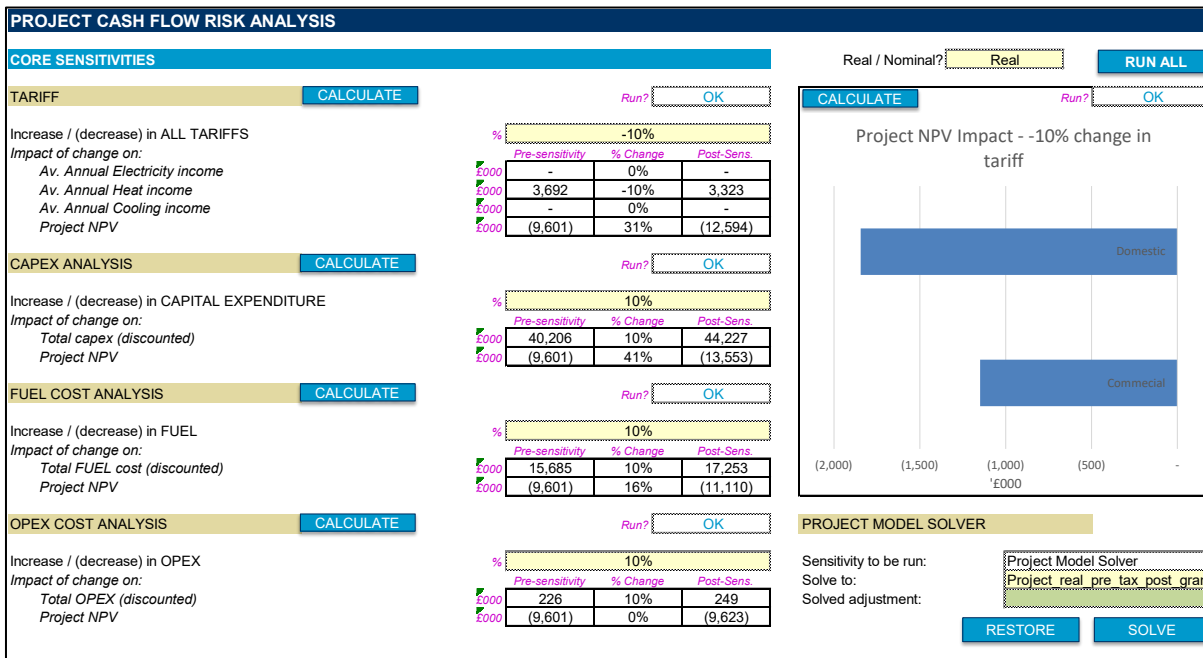 PROJECT CASH FLOW RISK ANALYSIS
CORE SENSITIVITIES
Real / Nominal? Real RUN ALL
TARIFF CALCULATE Run? OK
Increase / (decrease) in ALL TARIFFS % -10%
Impact of change on: Pre-sensitivity % Change Post-Sens.
Av. Annual Electricity income £000 - 0% -
Av. Annual Heat income £000 3,692 -10% 3,323
Av. Annual Cooling income £000 - 0% -
Project NPV £000 (9,601) 31% (12,594)
CAPEX ANALYSIS CALCULATE Run? OK
Increase / (decrease) in CAPITAL EXPENDITURE % 10%
Impact of change on: Pre-sensitivity % Change Post-Sens.
Total capex (discounted) £000 40,206 10% 44,227
Project NPV £000 (9,601) 41% (13,553)
FUEL COST ANALYSIS CALCULATE Run? OK
Increase / (decrease) in FUEL % 10%
Impact of change on: Pre-sensitivity % Change Post-Sens.
Total FUEL cost (discounted) £000 15,685 10% 17,253
Project NPV £000 (9,601) 16% (11,110)
OPEX COST ANALYSIS CALCULATE Run? OK
Increase / (decrease) in OPEX % 10%
Impact of change on: Pre-sensitivity % Change Post-Sens.
Total OPEX (discounted) £000 226 10% 249
Project NPV £000 (9,601) 0% (9,623)
CALCULATE Run? OK
Project NPV Impact - -10% change in
tariff
Domestic
Commecial
(2,000) (1,500) (1,000) (500) -
'£000
PROJECT MODEL SOLVER
Sensitivity to be run: Project Model Solver
Solve to: Project_real_pre_tax_post_gran
Solved adjustment:
RESTORE SOLVE